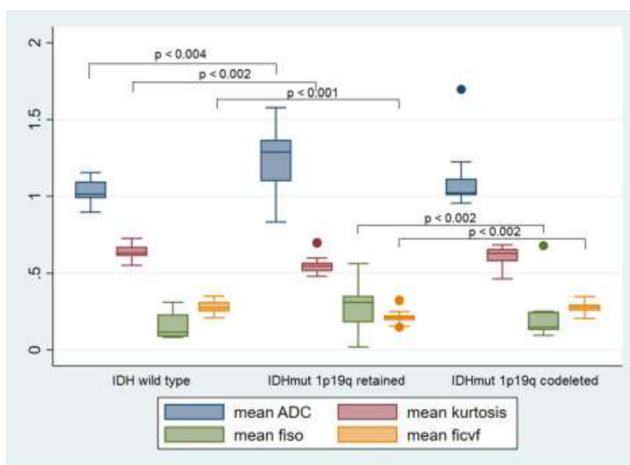 2
p < 0.004
p < 0.002
p < 0.001
1.5
1
p < 0.002
p < 0.002
.5
0
IDH wild type IDHmut 1p19q retained IDHmut 1p19q codeleted
mean ADC mean kurtosis
mean fiso mean ficvf